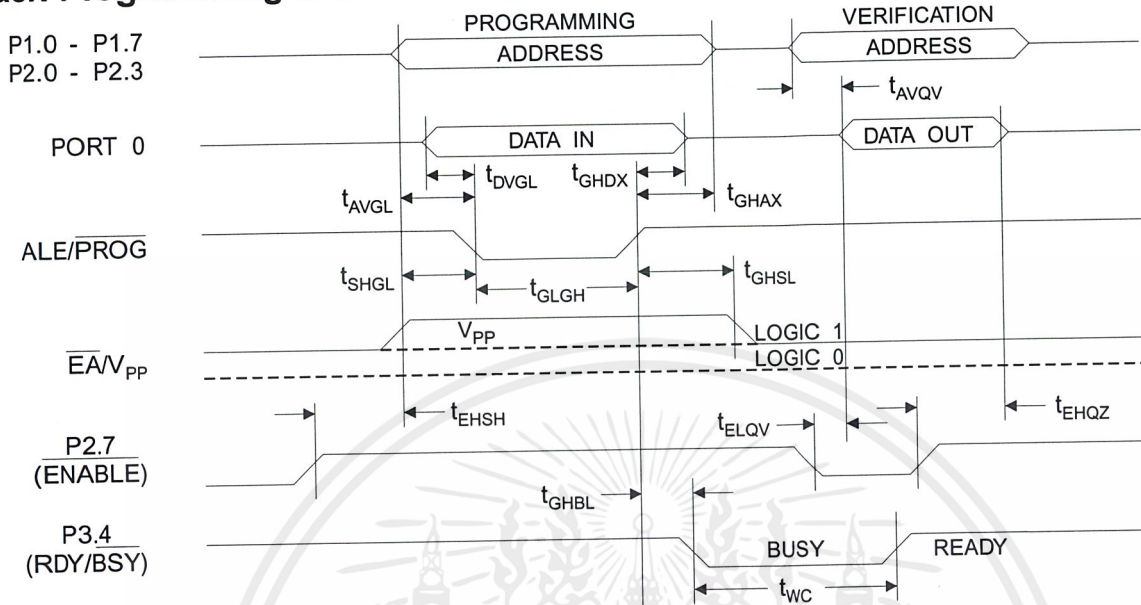 Programming
PROGRAMMING
VERIFICATION
P1.0 - P1.7
P2.0 - P2.3
ADDRESS
ADDRESS
tAVQV
PORT 0
DATA IN
DATA OUT
tDVGL
tGHDX
tAVGL
tGHAX
ALE/PROG
tSHGL
tGLGH
tGHSL
VPP
LOGIC 1
LOGIC 0
EA/VPP
tEHSH
tELQV
tEHQZ
P2.7
(ENABLE)
tGHBL
P3.4
(RDY/BSY)
BUSY
READY
tWC